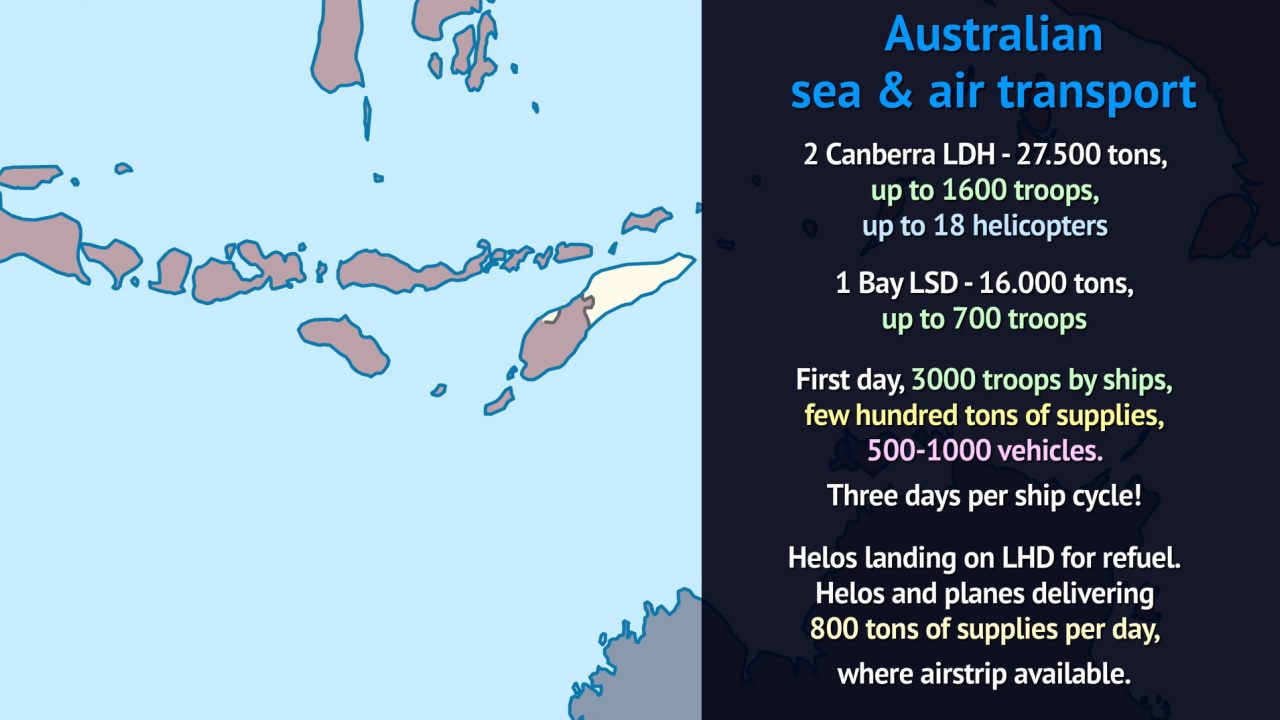 Australian
sea & air transport
2 Canberra LDH - 27.500 tons,
up to 1600 troops,
up to 18 helicopters
1 Bay LSD - 16.000 tons,
up to 700 troops
First day, 3000 troops by ships,
few hundred tons of supplies,
500-1000 vehicles.
Three days per ship cycle!
Helos landing on LHD for refuel.
Helos and planes delivering
800 tons of supplies per day,
where airstrip available.